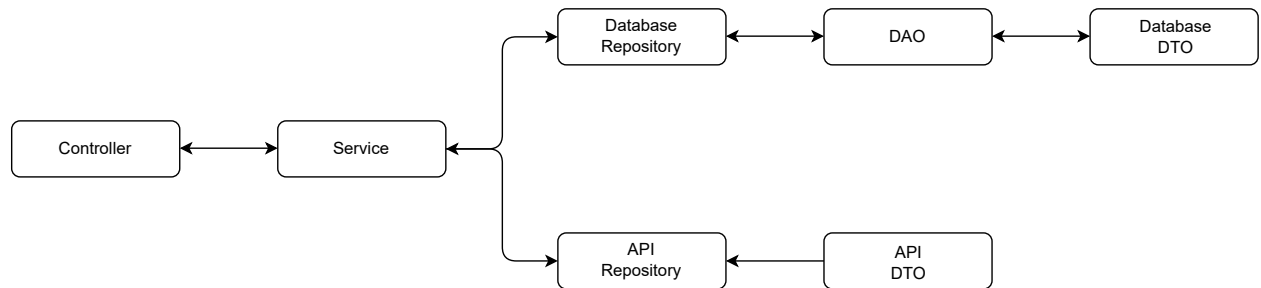 Database
Repository
DAO
Database
DTO
Controller
Service
API
Repository
API
DTO